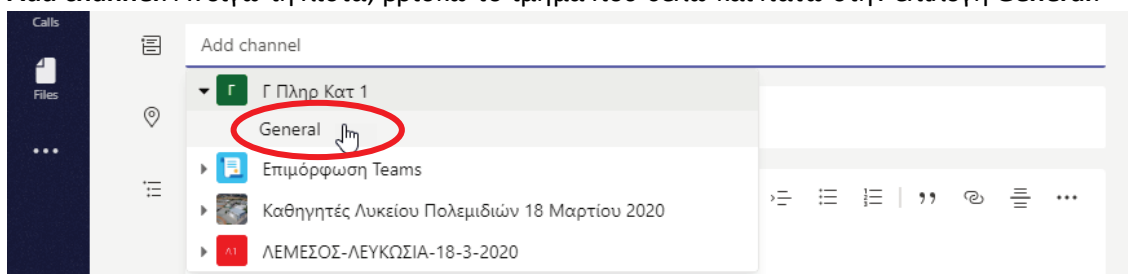 Calls
Add channel
Files
Γ
Γ Πληρ Κατ 1
General
Επιμόρφωση Teams
Καθηγητές Λυκείου Πολεμιδιών 18 Μαρτίου 2020
Λ1
ΛΕΜΕΣΟΣ-ΛΕΥΚΩΣΙΑ-18-3-2020